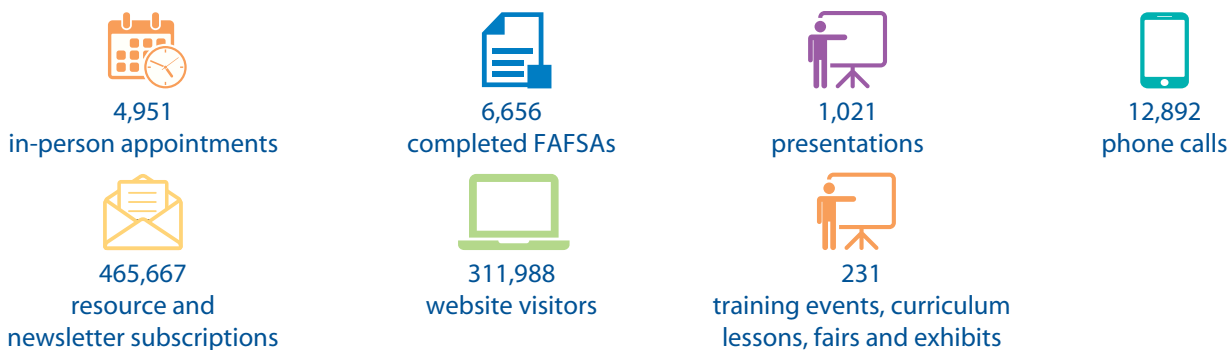 4,951
in-person appointments
6,656
completed FAFSAs
1,021
presentations
12,892
phone calls
465,667
resource and
newsletter subscriptions
311,988
website visitors
231
training events, curriculum
lessons, fairs and exhibits